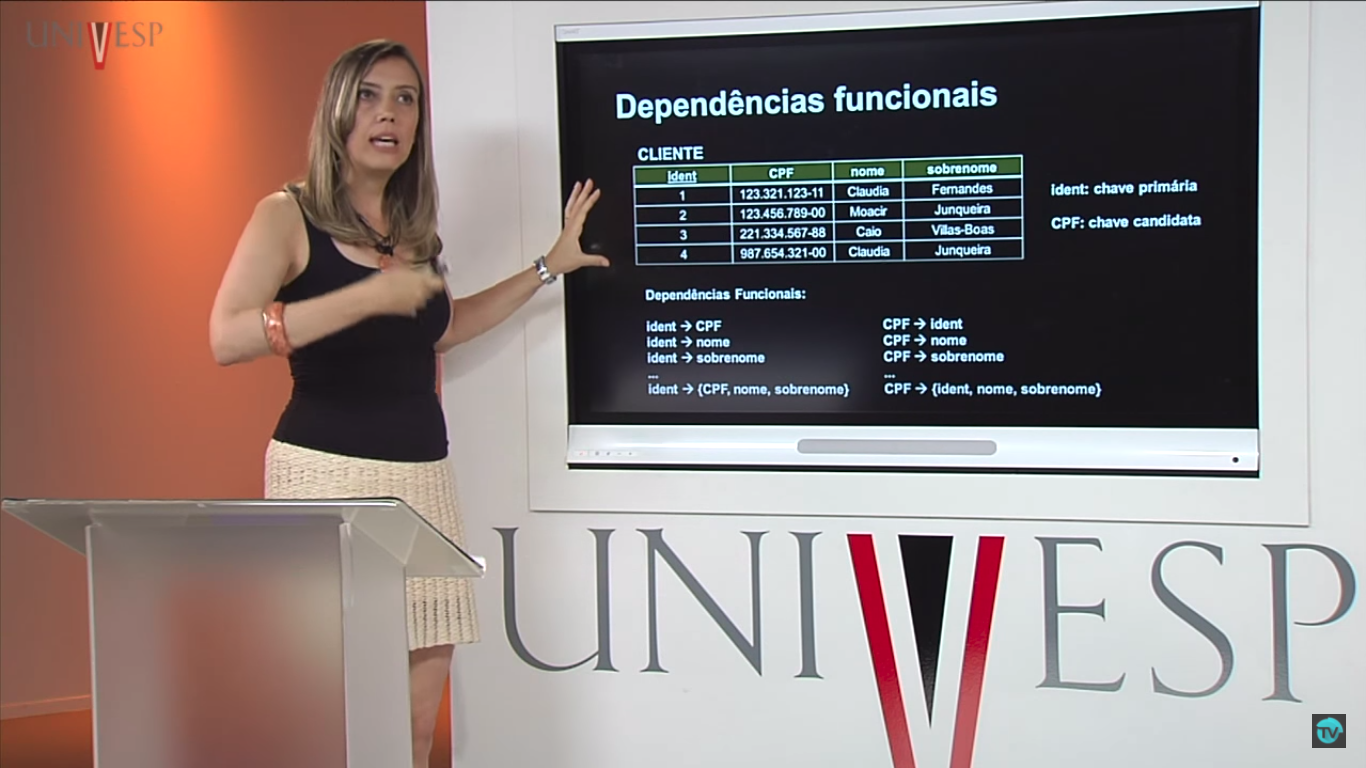 UNIVESP
Dependências funcionais
CLIENTE
ident CPF nome sobrenome
1 123.321.123-11 Claudia Fernandes
2 123.456.789-00 Moacir Junqueira
3 221.334.567-88 Caio Villas-Boas
4 987.654.321-00 Claudia Junqueira
ident: chave primária
CPF: chave candidata
Dependências Funcionais:
ident → CPF
ident → nome
ident → sobrenome
...
ident → {CPF, nome, sobrenome}
CPF → ident
CPF → nome
CPF → sobrenome
...
CPF → {ident, nome, sobrenome}
UNIVESP
TV